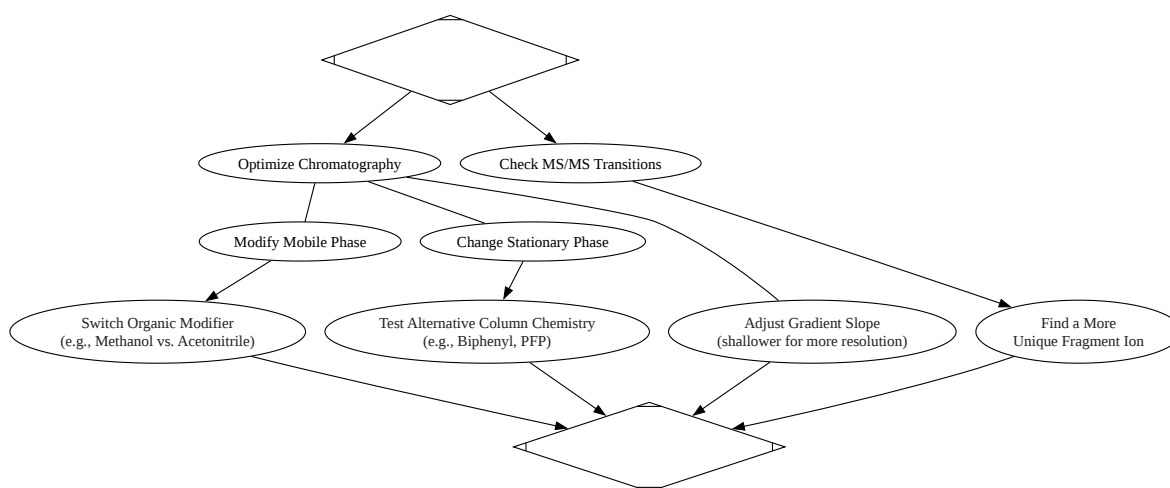 Optimize Chromatography
Check MS/MS Transitions
Modify Mobile Phase
Change Stationary Phase
Switch Organic Modifier
(e.g., Methanol vs. Acetonitrile)
Test Alternative Column Chemistry
(e.g., Biphenyl, PFP)
Adjust Gradient Slope
(shallower for more resolution)
Find a More
Unique Fragment Ion